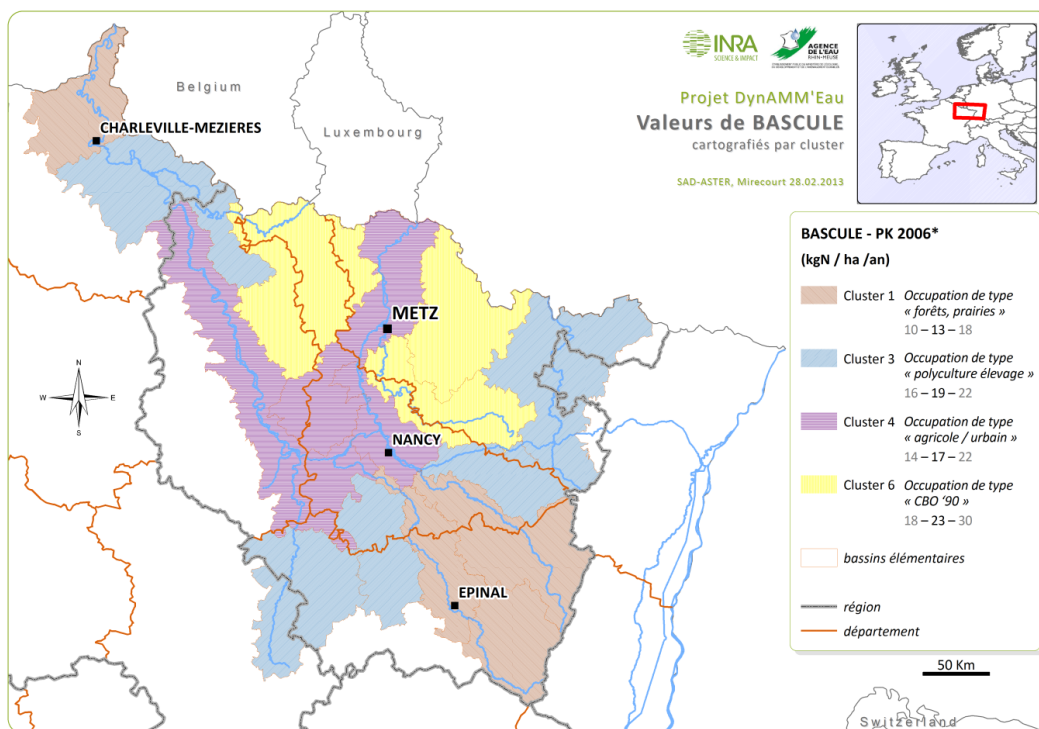 INRA
SCIENCE & IMPACT
AGENCE
DE L'EAU
RHIN-MEUSE
Projet DynAMM'Eau
Valeurs de BASCULE
cartografiés par cluster
SAD-ASTER, Mirecourt 28.02.2013
Belgium
Luxembourg
CHARLEVILLE-MEZIERES
METZ
NANCY
EPINAL
N
W
E
S
BASCULE - PK 2006*
(kgN / ha /an)
Cluster 1 Occupation de type
« forêts, prairies »
10 – 13 – 18
Cluster 3 Occupation de type
« polyculture élevage »
16 – 19 – 22
Cluster 4 Occupation de type
« agricole / urbain »
14 – 17 – 22
Cluster 6 Occupation de type
« CBO '90 »
18 – 23 – 30
bassins élémentaires
région
département
50 Km
Switzerland